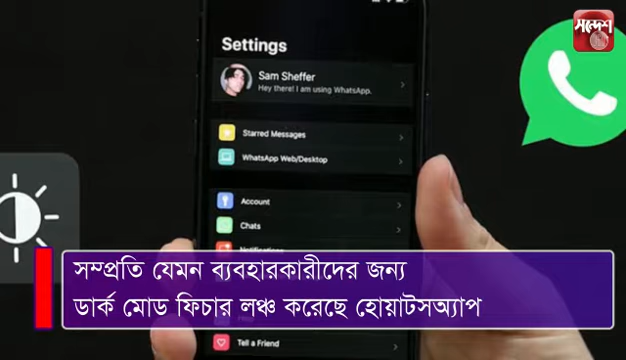 সন্দেশ
Settings
Sam Sheffer
Hey there! I am using WhatsApp.
Starred Messages
WhatsApp Web/Desktop
Account
Chats
সম্প্রতি যেমন ব্যবহারকারীদের জন্য
ডার্ক মোড ফিচার লঞ্চ করেছে হোয়াটসঅ্যাপ
Tell a Friend